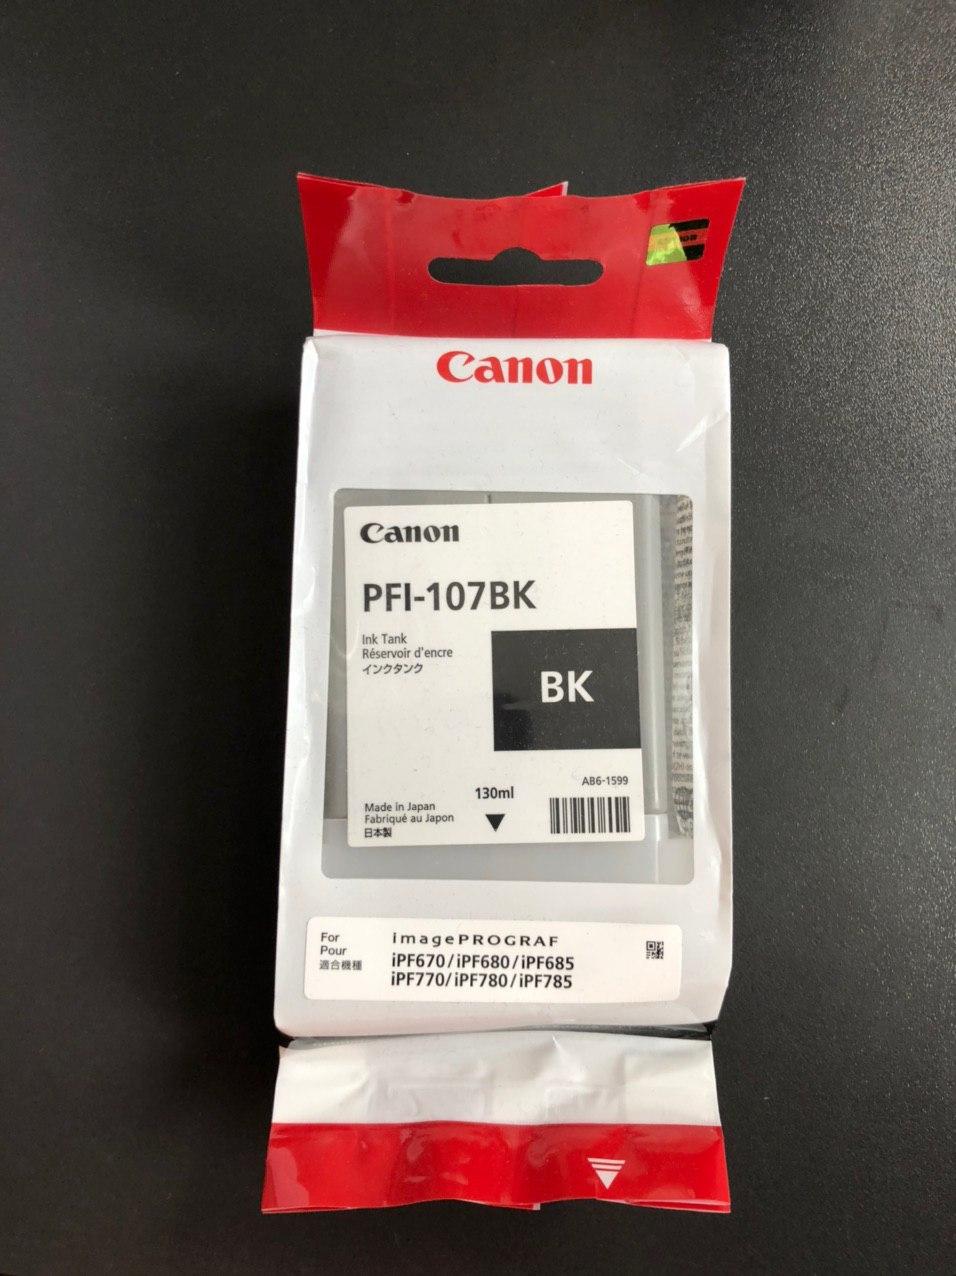 Canon
Canon
PFI-107BK
Ink Tank
Réservoir d'encre
インクタンク
BK
AB6-1599
130ml
Made in Japan
Fabriqué au Japon
日本製
For
Pour
適合機種
imagePROGRAF
iPF670/iPF680/iPF685
iPF770/iPF780/iPF785